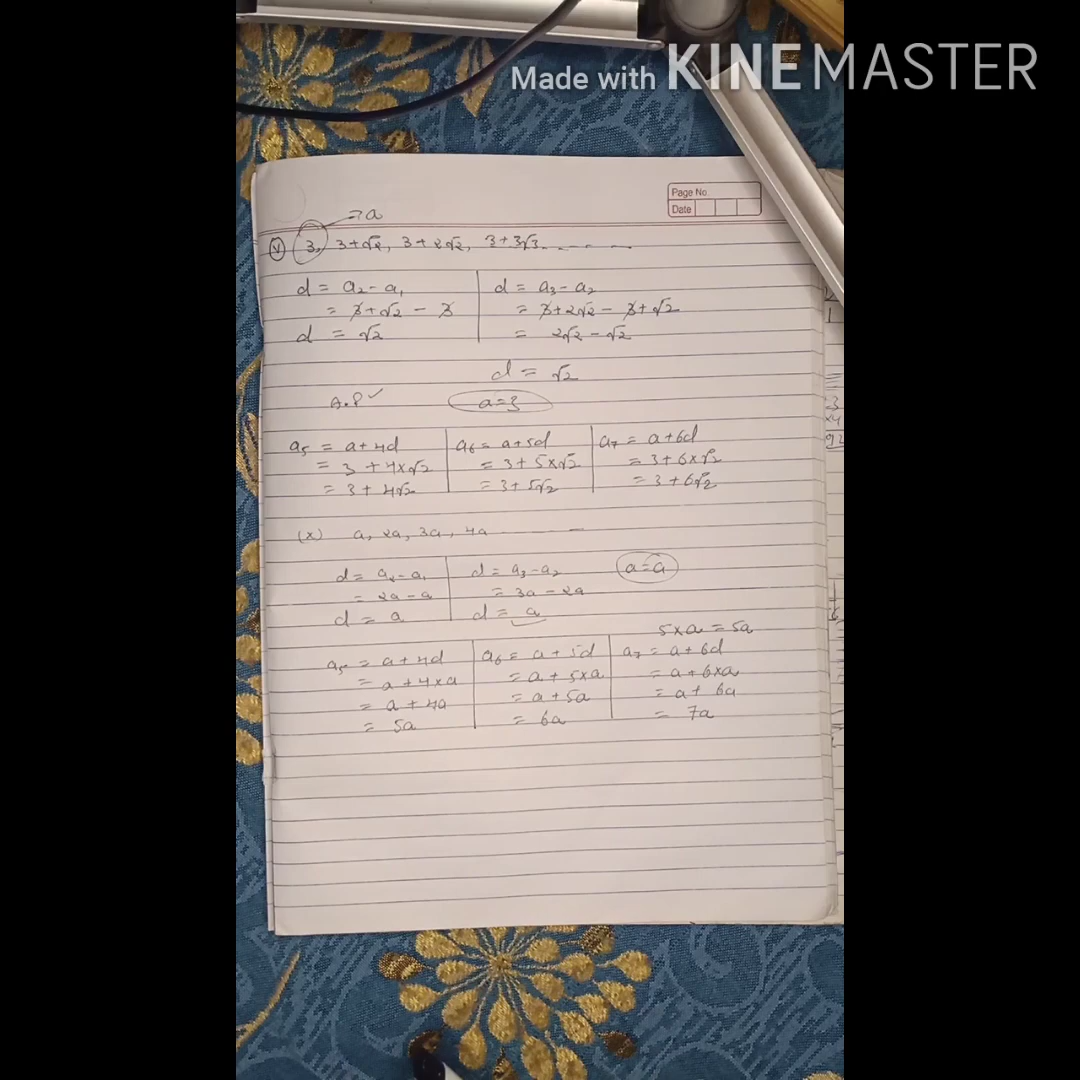 Made with KINEMASTER
Page No.
Date
→ a
(v) 3, 3+√2, 3+2√2, 3+3√3. - - - -
d = a₂ - a₁
= 3+√2 - 3
d = √2
d = a₃ - a₂
= 3+2√2 - 3+√2
= 2√2 - √2
d = √2
A.P ✓
a=3
a₅ = a+4d
= 3+4×√2
= 3+4√2
a₆ = a+5d
= 3+5×√2
= 3+5√2
a₇ = a+6d
= 3+6×√2
= 3+6√2
(x) a, 2a, 3a, 4a - - - -
d = a₂-a₁
= 2a-a
d = a
d = a₃-a₂
= 3a-2a
d = a
a=a
5×a = 5a
a₅ = a+4d
= a+4×a
= a+4a
= 5a
a₆ = a+5d
= a+5×a
= a+5a
= 6a
a₇ = a+6d
= a+6×a
= a+6a
= 7a